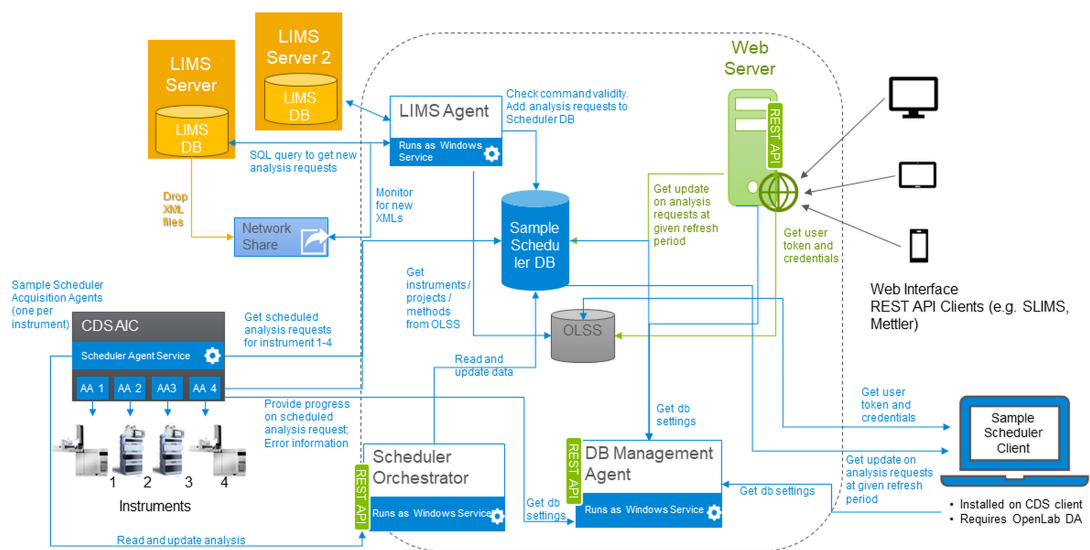 LIMS
Server
LIMS
DB
LIMS
Server 2
LIMS
DB
LIMS Agent
Runs as Windows
Service
Check command validity.
Add analysis requests to
Scheduler DB
SQL query to get new
analysis requests
Drop
XML
files
Monitor
for new
XMLs
Network
Share
Web
Server
REST API
Get update
on analysis
requests at
given refresh
period
Get user
token and
credentials
Web Interface
REST API Clients (e.g. SLIMS,
Mettler)
Sample
Schedu
ler DB
Get
instruments/
projects /
methods
from OLSS
OLSS
Sample Scheduler
Acquisition Agents
(one per
instrument)
CDS AIC
Scheduler Agent Service
AA 1
AA 2
AA3
AA 4
Get scheduled
analysis requests
for instrument 1-4
Read and
update data
Provide progress
on scheduled
analysis request;
Error information
1
2
3
4
Instruments
Scheduler
Orchestrator
REST API
Runs as Windows Service
Read and update analysis
Get db
settings
Get db
settings
DB Management
Agent
REST API
Runs as Windows Service
Get db settings
Get user
token and
credentials
Get update on
analysis requests
at given refresh
period
Sample
Scheduler
Client
• Installed on CDS client
• Requires OpenLab DA